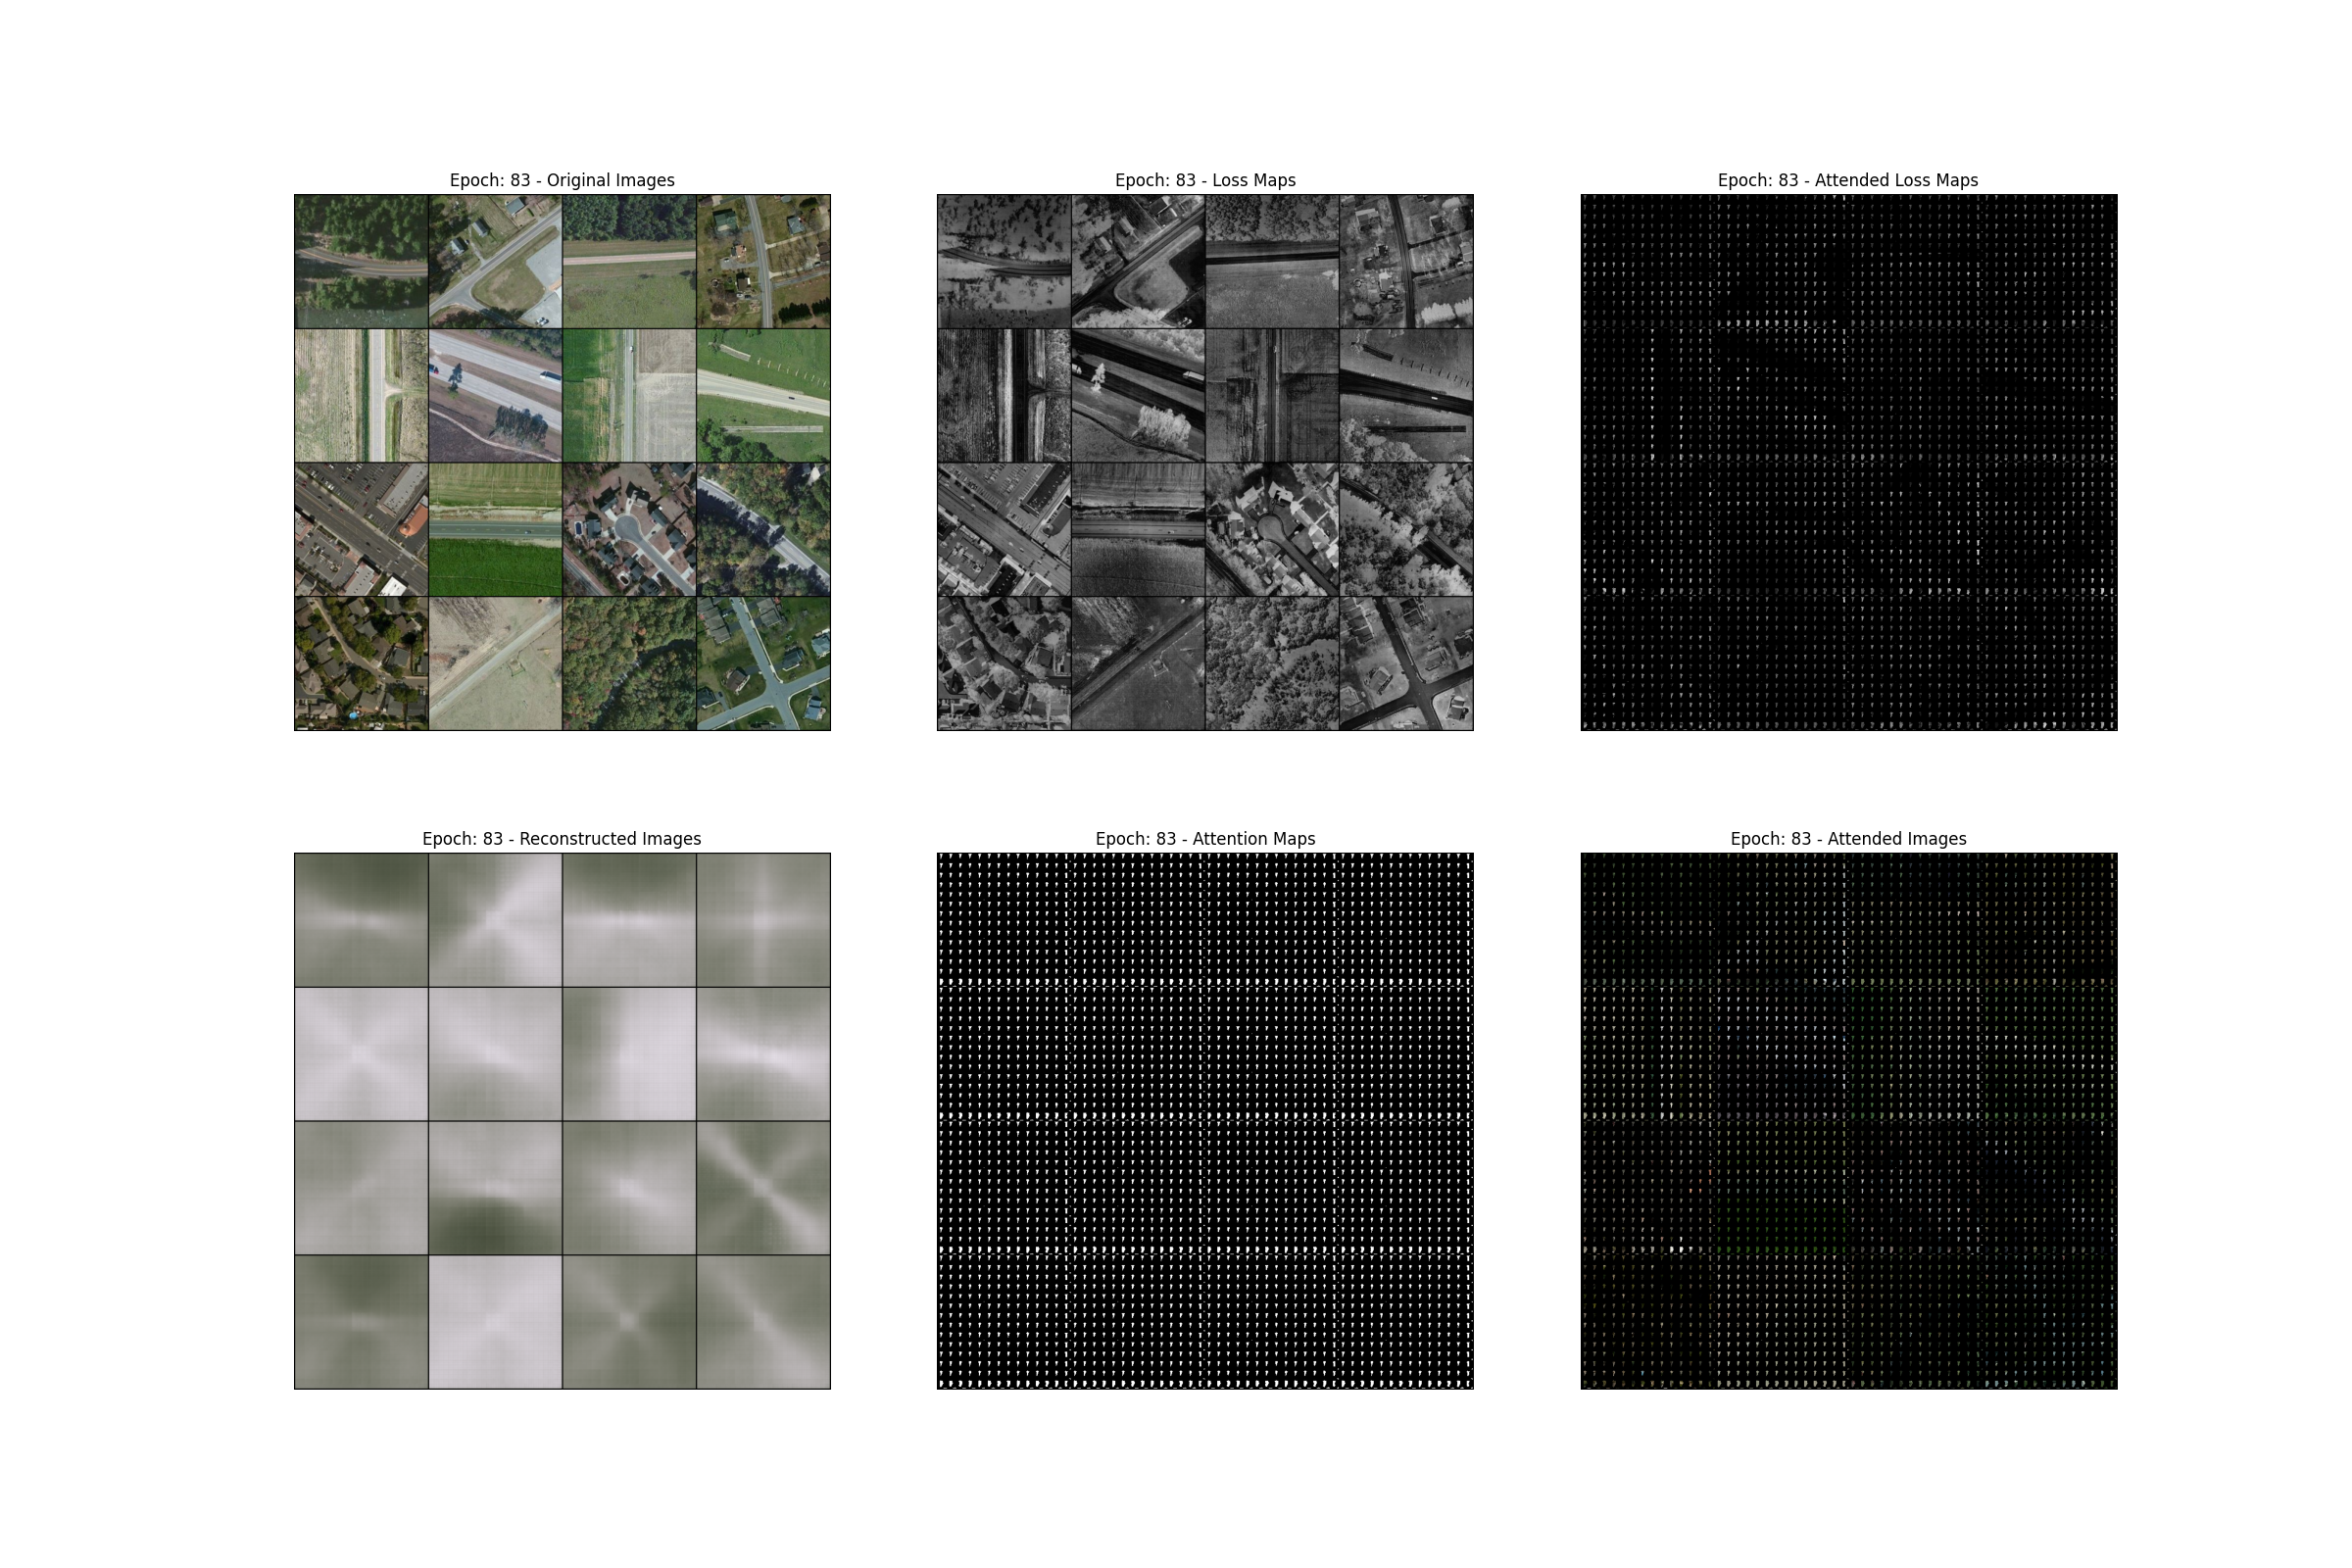 Epoch: 83 - Original Images
Epoch: 83 - Loss Maps
Epoch: 83 - Attended Loss Maps
Epoch: 83 - Reconstructed Images
Epoch: 83 - Attention Maps
Epoch: 83 - Attended Images